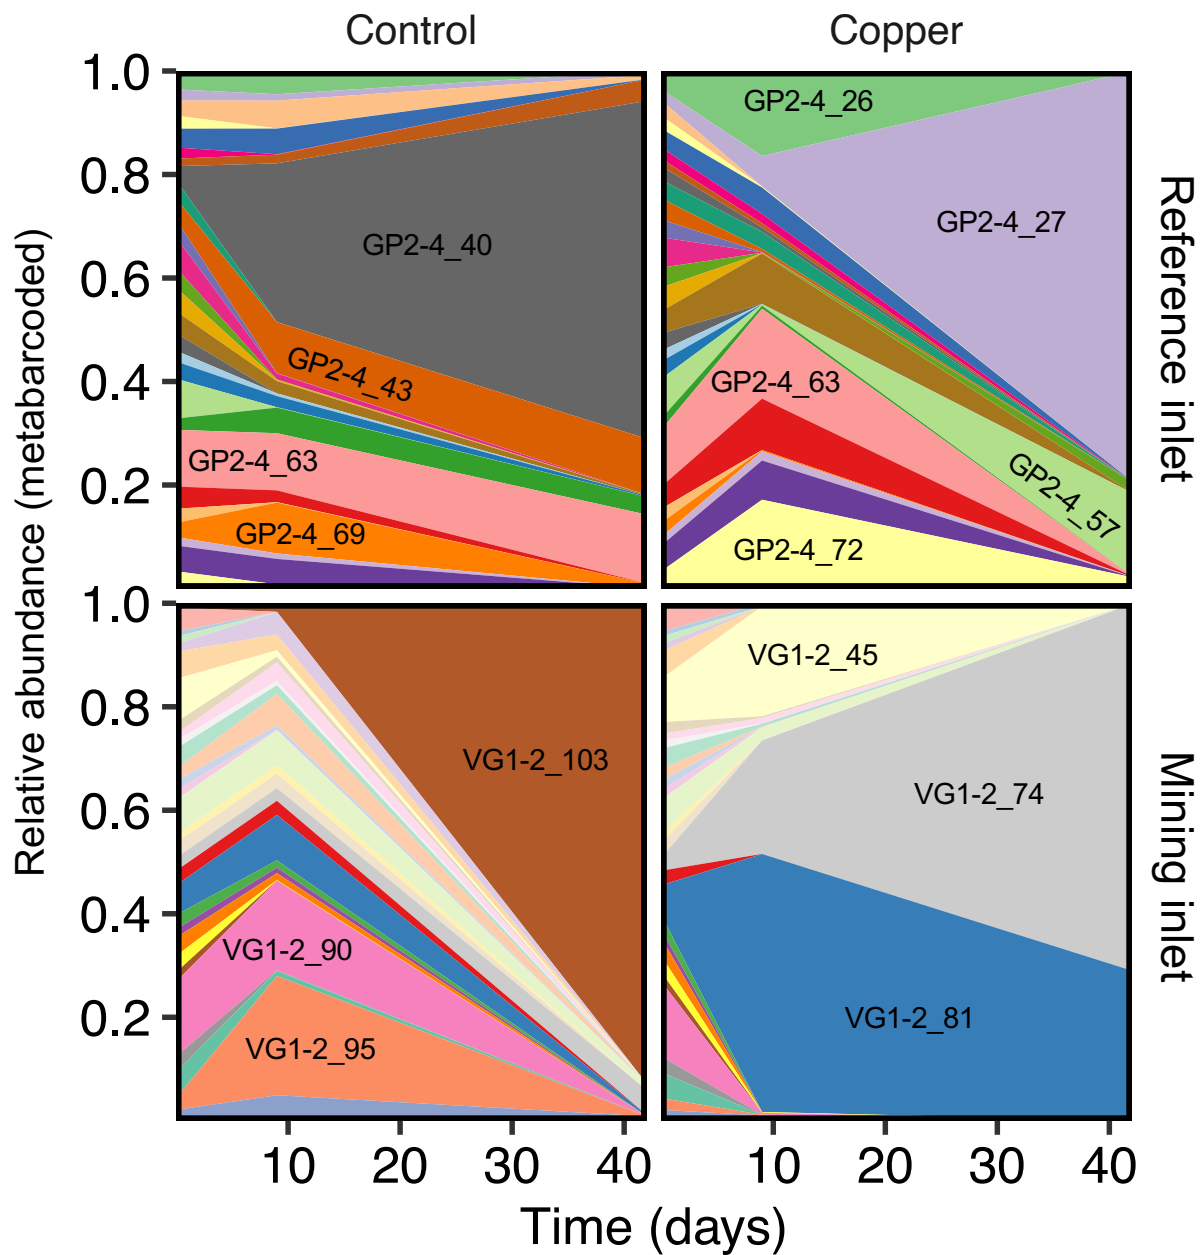 Control
Copper
Relative abundance (metabarcoded)
1.0
0.8
0.6
0.4
0.2
GP2-4_40
GP2-4_43
GP2-4_63
GP2-4_69
GP2-4_26
GP2-4_27
GP2-4_63
GP2-4_57
GP2-4_72
Reference inlet
1.0
0.8
0.6
0.4
0.2
VG1-2_103
VG1-2_90
VG1-2_95
VG1-2_45
VG1-2_74
VG1-2_81
Mining inlet
10 20 30 40
10 20 30 40
Time (days)